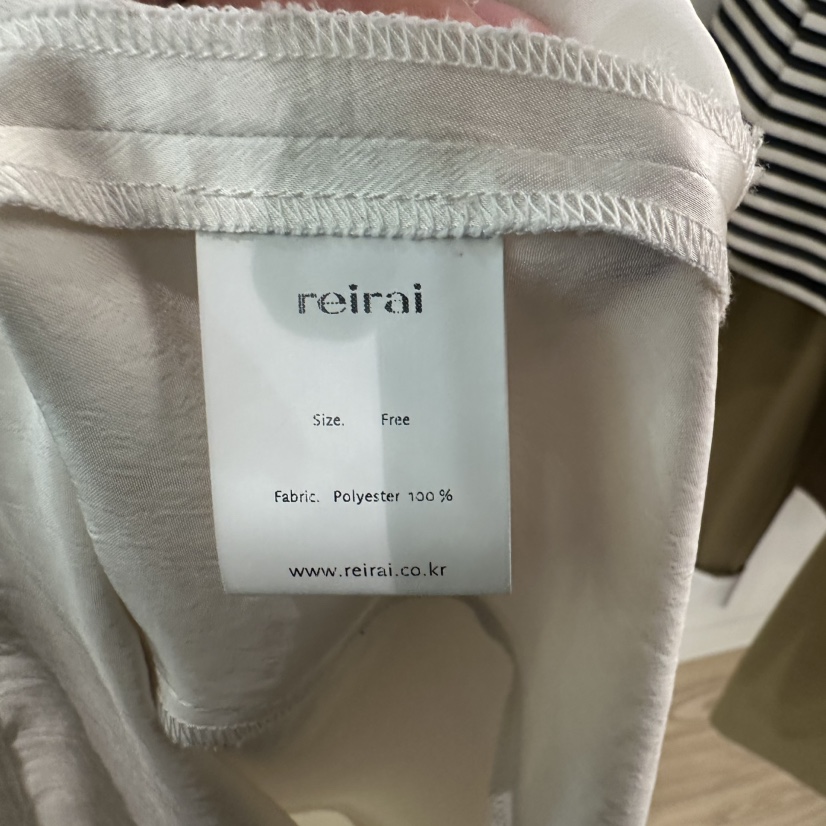 reirai
Size. Free
Fabric. Polyester 100 %
www.reirai.co.kr